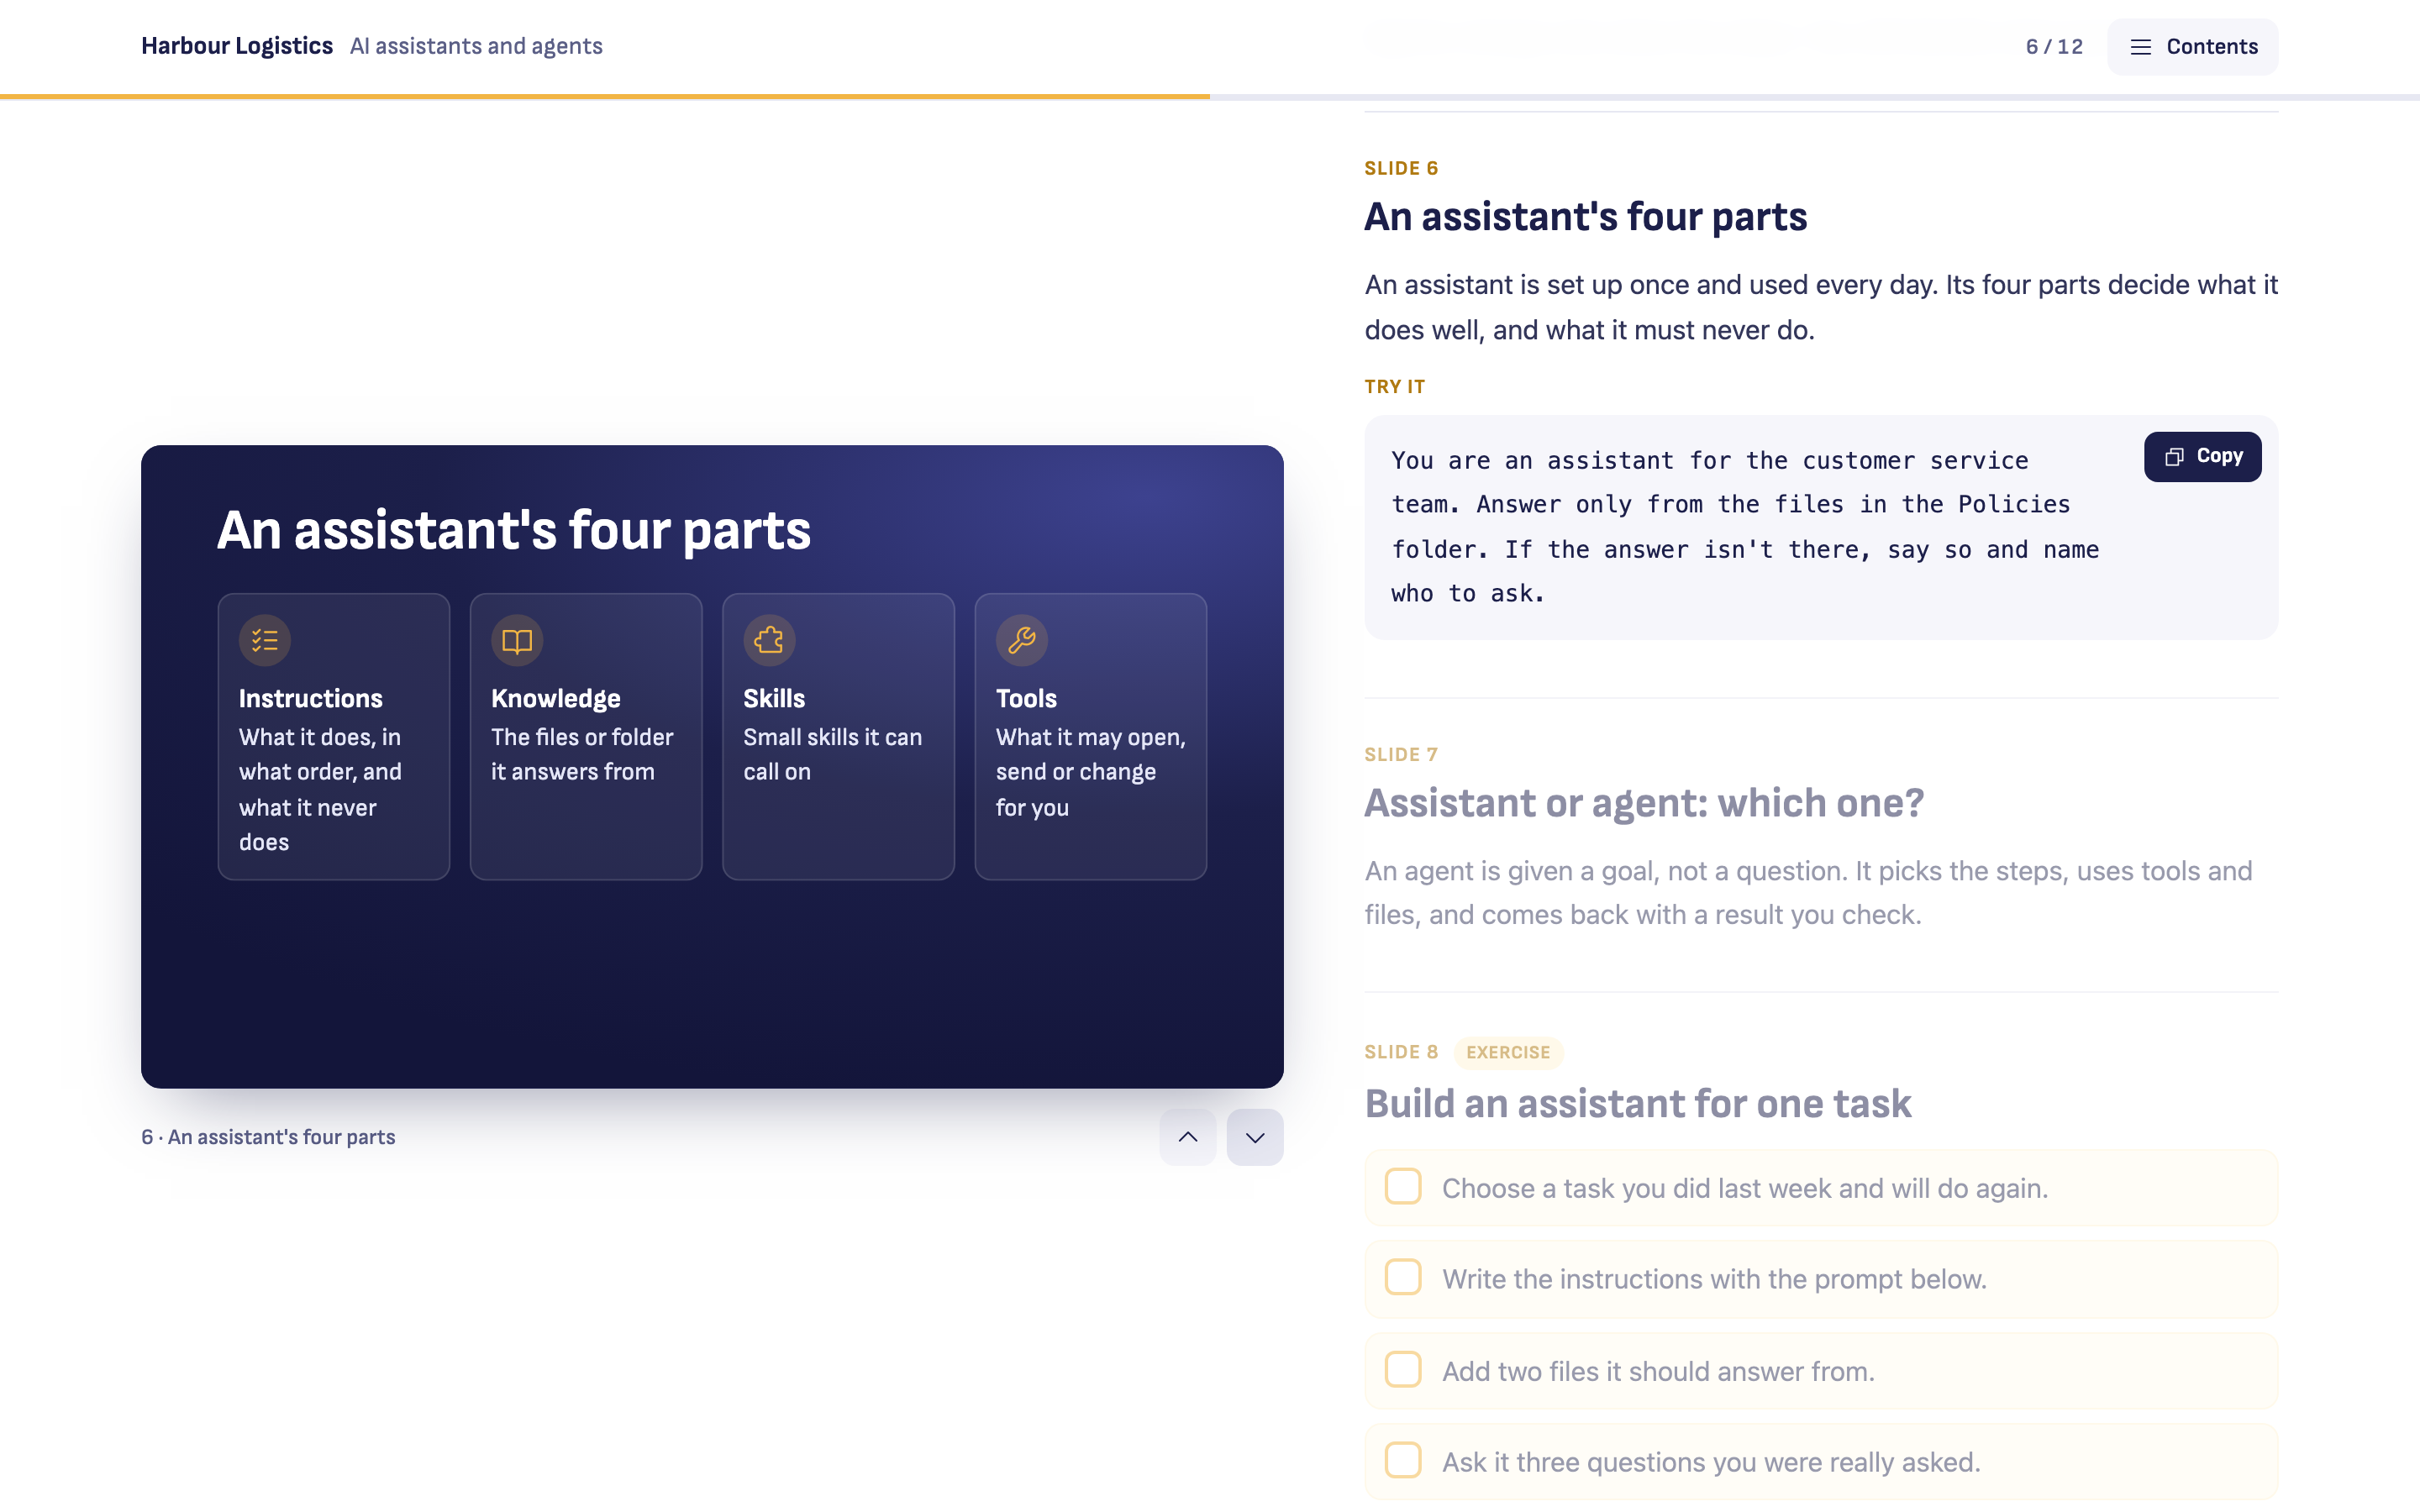 Harbour Logistics AI assistants and agents
6 / 12
Contents
An assistant's four parts
Instructions
What it does, in
what order, and
what it never
does
Knowledge
The files or folder
it answers from
Skills
Small skills it can
call on
Tools
What it may open,
send or change
for you
6 · An assistant's four parts
SLIDE 6
An assistant's four parts
An assistant is set up once and used every day. Its four parts decide what it
does well, and what it must never do.
TRY IT
You are an assistant for the customer service
team. Answer only from the files in the Policies
folder. If the answer isn't there, say so and name
who to ask.
Copy
SLIDE 7
Assistant or agent: which one?
An agent is given a goal, not a question. It picks the steps, uses tools and
files, and comes back with a result you check.
SLIDE 8 EXERCISE
Build an assistant for one task
Choose a task you did last week and will do again.
Write the instructions with the prompt below.
Add two files it should answer from.
Ask it three questions you were really asked.